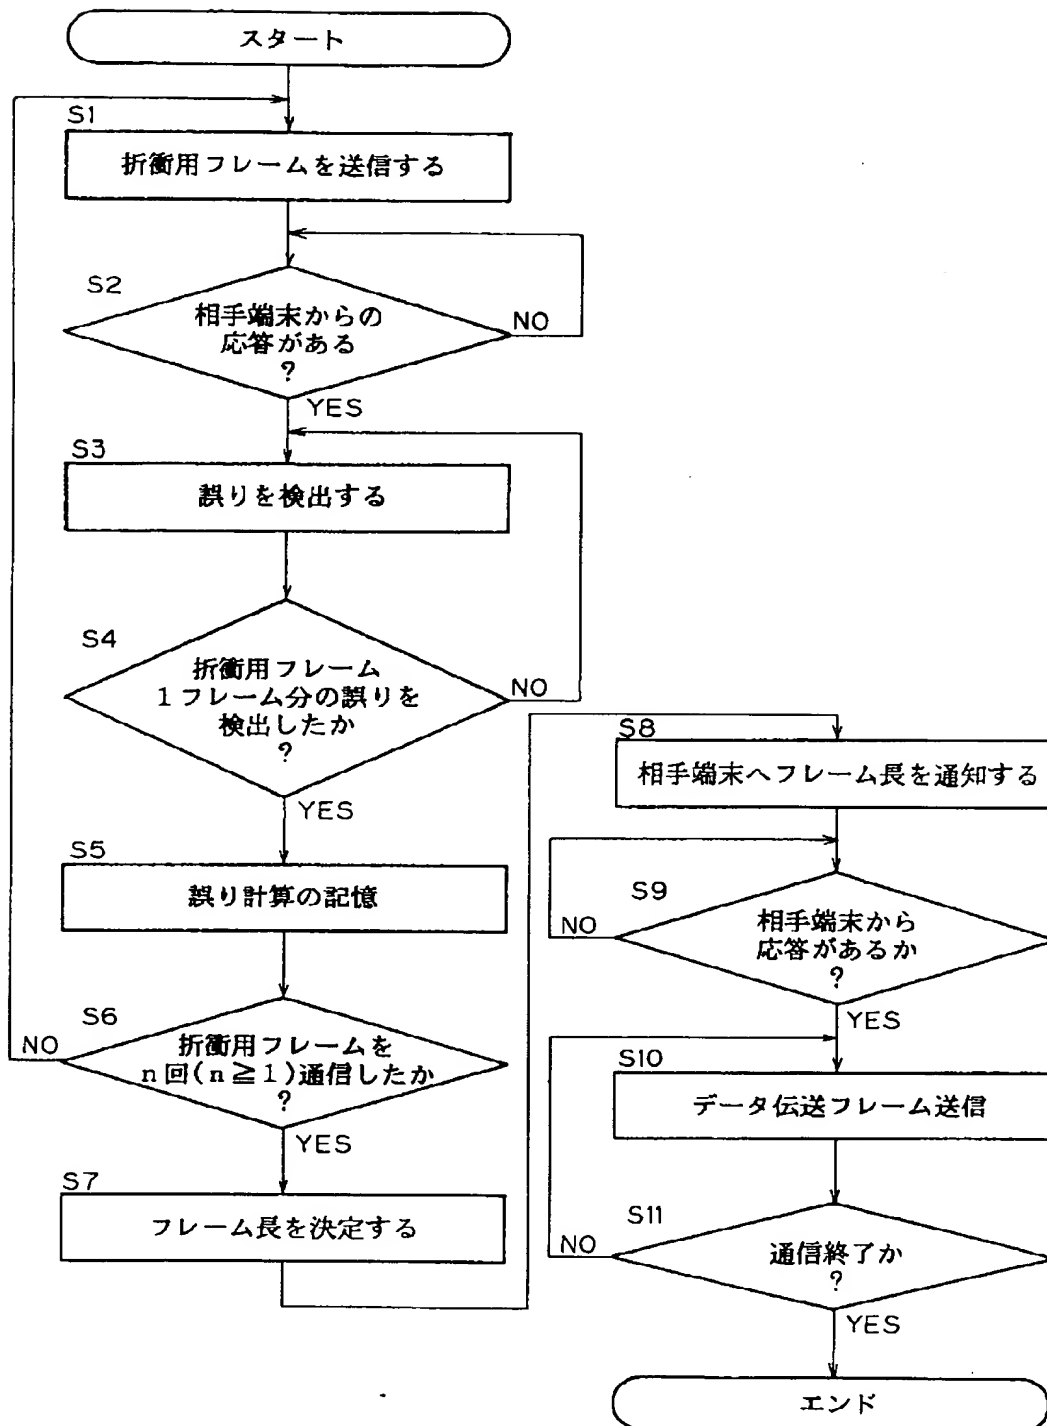 スタート
S1
折衝用フレームを送信する
S2
相手端末からの
応答がある
?
NO
YES
S3
誤りを検出する
S4
折衝用フレーム
1フレーム分の誤りを
検出したか
?
NO
YES
S5
誤り計算の記憶
S6
折衝用フレームを
n回(n≧1)通信したか
?
NO
YES
S7
フレーム長を決定する
S8
相手端末へフレーム長を通知する
S9
相手端末から
応答があるか
?
NO
YES
S10
データ伝送フレーム送信
S11
通信終了か
?
NO
YES
エンド